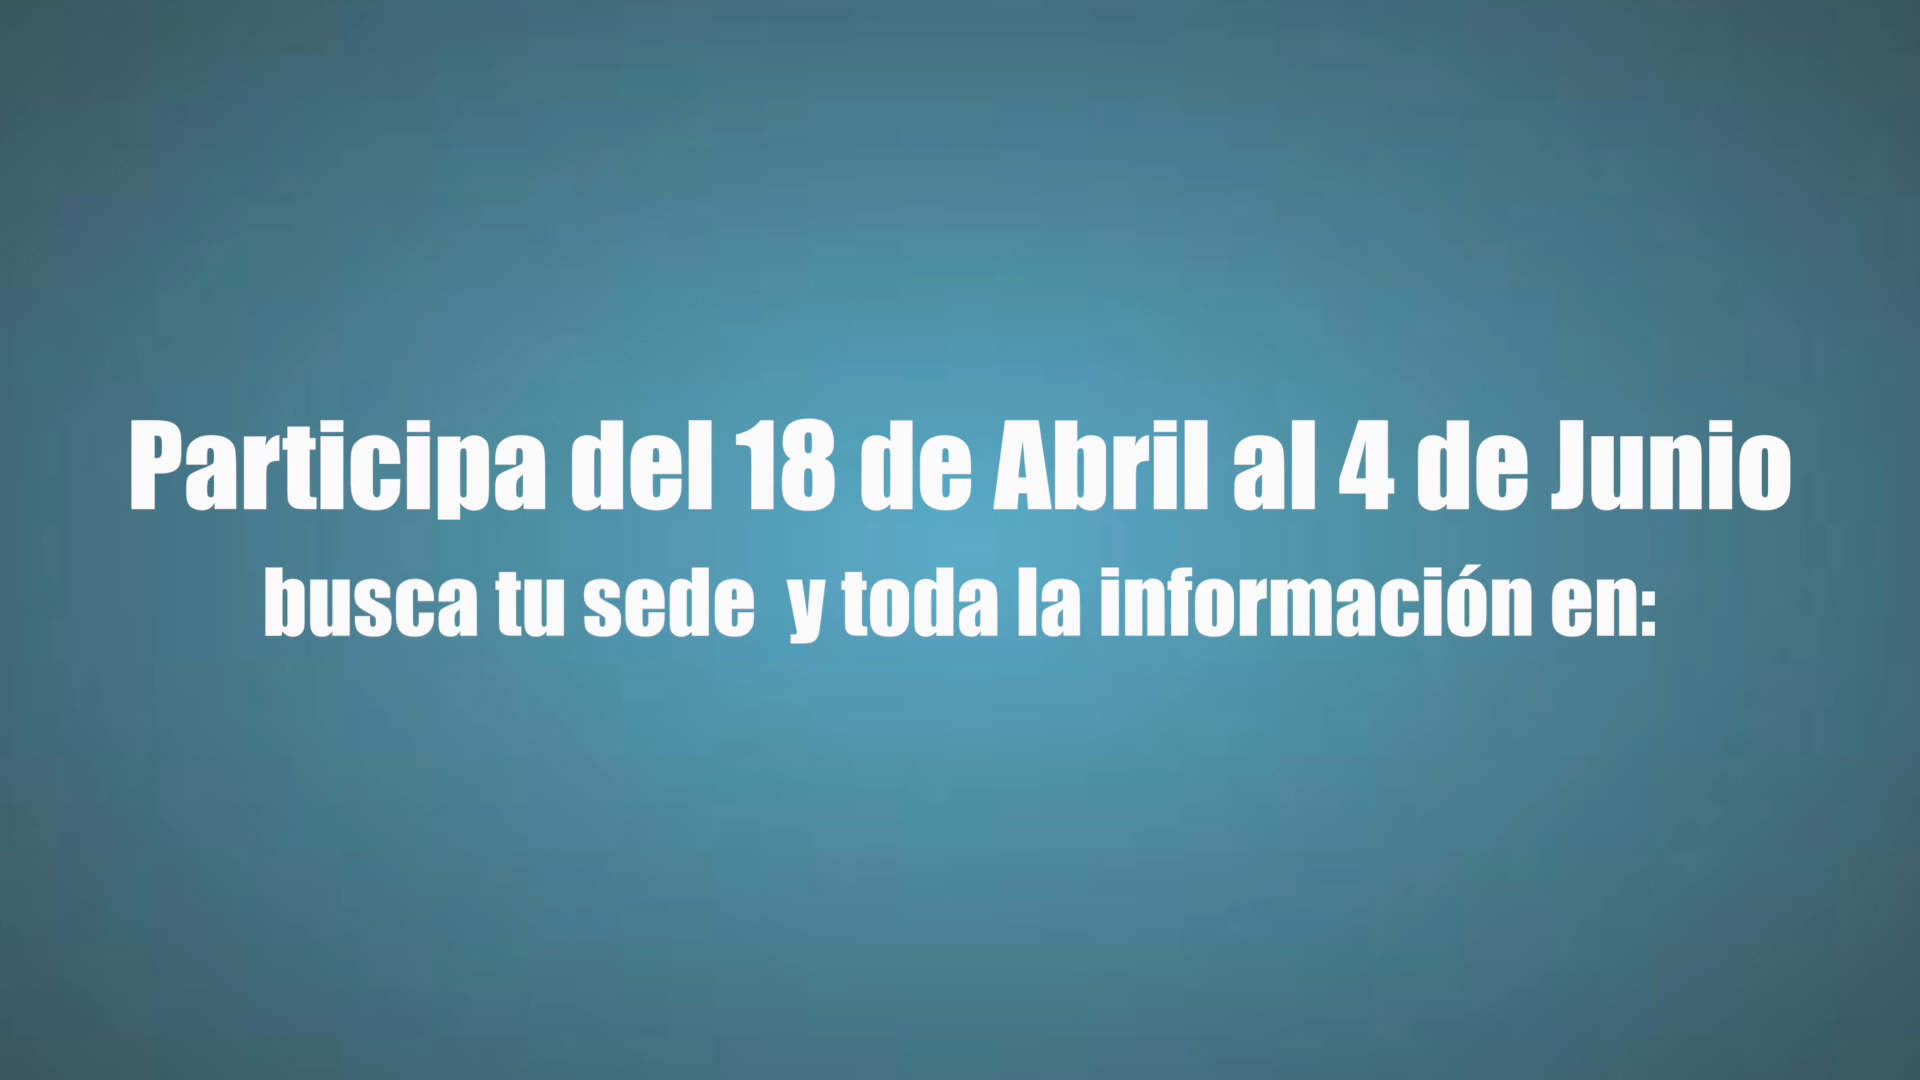 Participa del 18 de Abril al 4 de Junio
busca tu sede  y toda la información en: